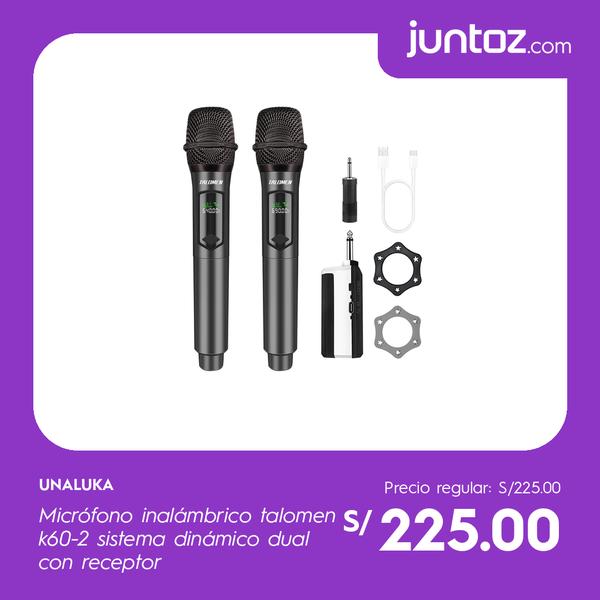 juntoz.com
TALOMEN
TALOMEN
UNALUKA
Precio regular: S/225.00
Micrófono inalámbrico talomen
k60-2 sistema dinámico dual
con receptor
S/ 225.00